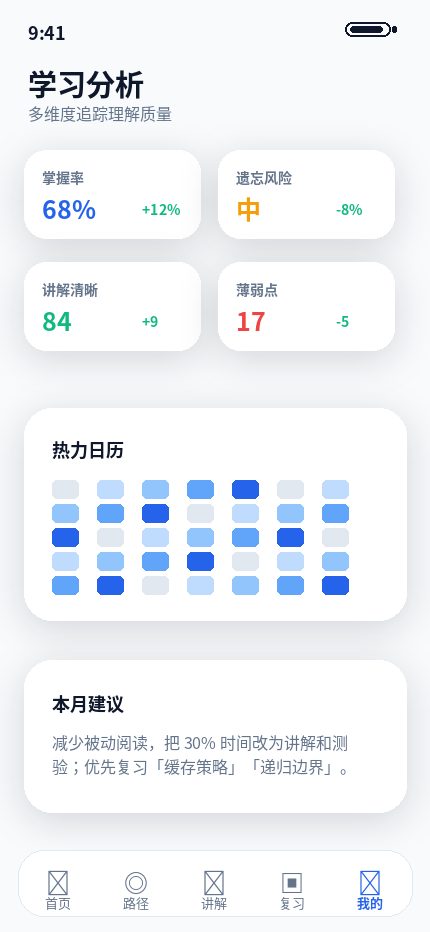 9:41
学习分析
多维度追踪理解质量
掌握率
68%
+12%
遗忘风险
中
-8%
讲解清晰
84
+9
薄弱点
17
-5
热力日历
本月建议
减少被动阅读，把 30% 时间改为讲解和测
验；优先复习「缓存策略」「递归边界」。
首页
路径
讲解
复习
我的